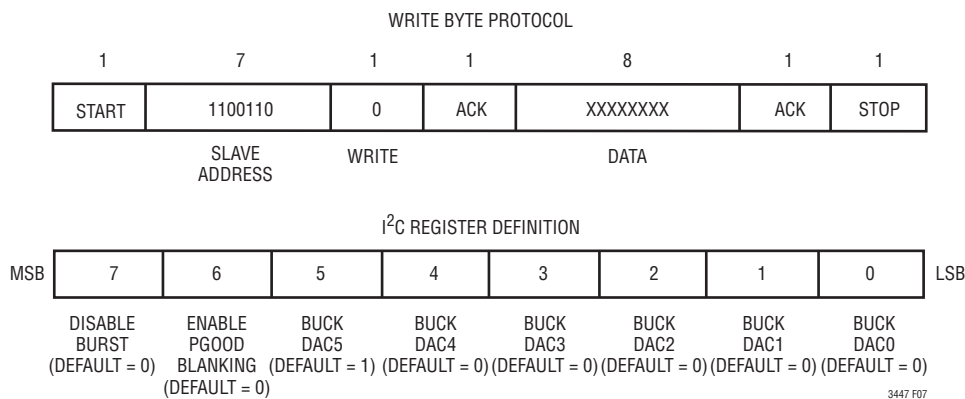 WRITE BYTE PROTOCOL
1 7 1 1 8 1 1
START 1100110 0 ACK XXXXXXXX ACK STOP
SLAVE WRITE DATA
ADDRESS
I2C REGISTER DEFINITION
MSB 7 6 5 4 3 2 1 0 LSB
DISABLE ENABLE BUCK BUCK BUCK BUCK BUCK BUCK
BURST PGOOD DAC5 DAC4 DAC3 DAC2 DAC1 DAC0
(DEFAULT = 0) BLANKING (DEFAULT = 1) (DEFAULT = 0) (DEFAULT = 0) (DEFAULT = 0) (DEFAULT = 0) (DEFAULT = 0)
(DEFAULT = 0)
3447 F07